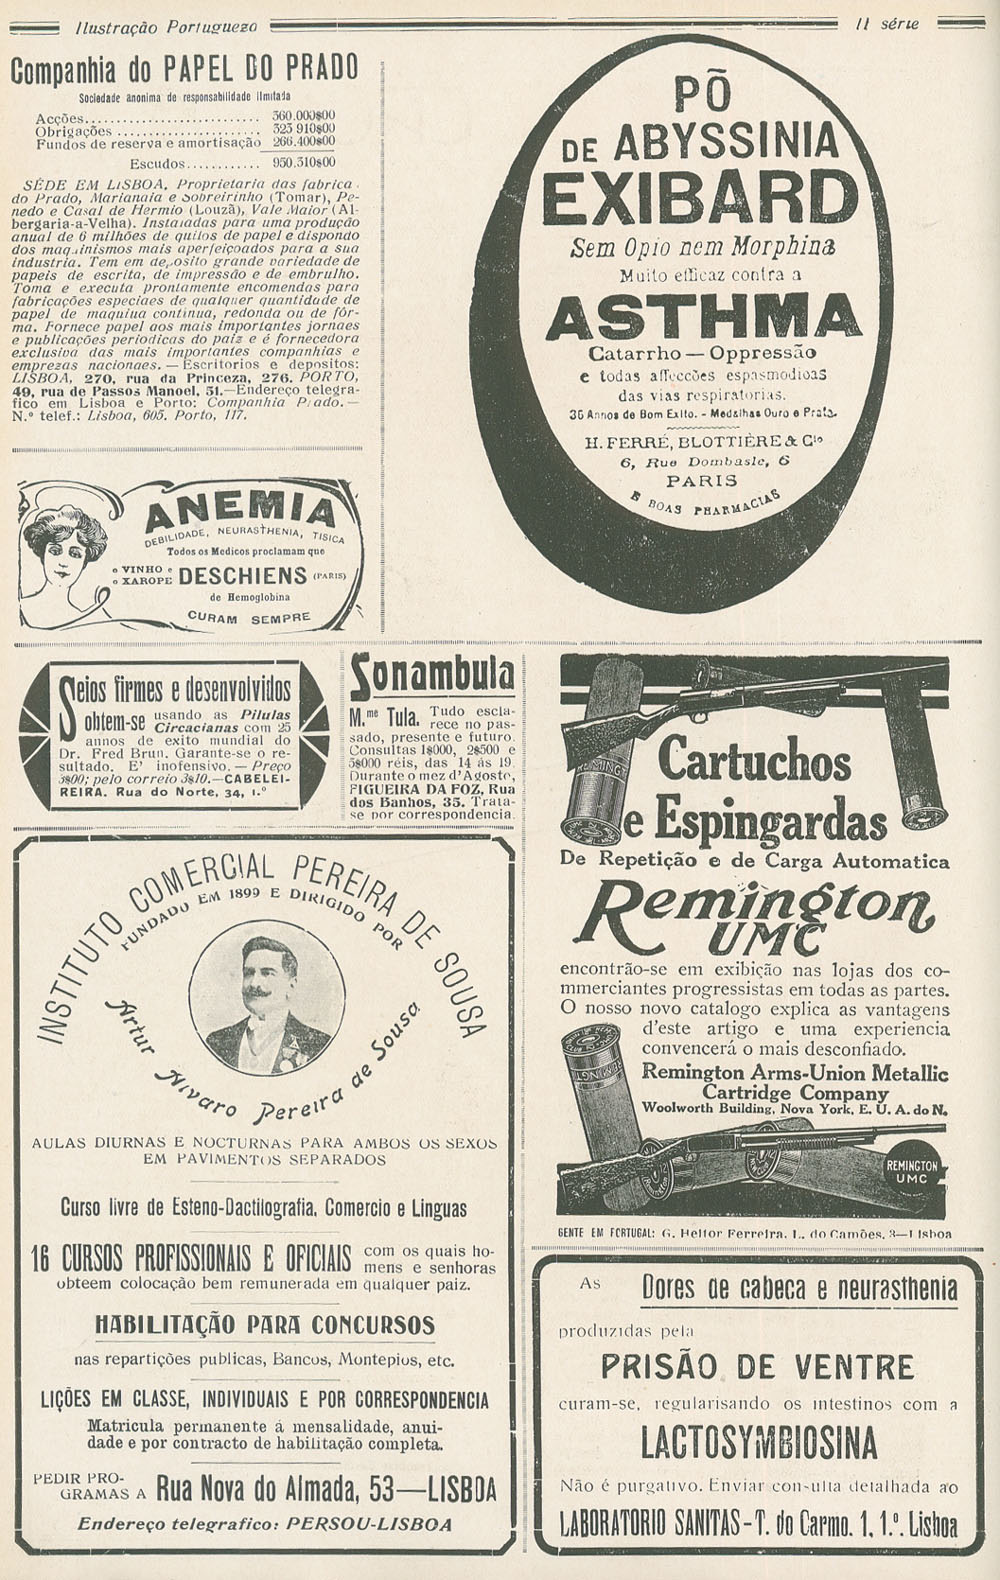 Ilustração Portugueza
II série
Companhia do PAPEL DO PRADO
Sociedade anonima de responsabilidade limitada
Acções........................... 360.000$00
Obrigações ...................... 323 910$00
Fundos de reserva e amortisação 266.400$00
Escudos............ 950.310$00
SÉDE EM LISBOA. Proprietaria das fabrica
do Prado, Marianaia e Sobreirinho (Tomar), Pe-
nedo e Casal de Hermio (Louzã), Vale Maior (Al-
bergaria-a-Velha). Instaladas para uma produção
anual de 6 milhões de quilos de papel e dispondo
dos maquinismos mais aperfeiçoados para a sua
industria. Tem em deposito grande variedade de
papeis de escrita, de impressão e de embrulho.
Toma e executa prontamente encomendas para
fabricações especiaes de qualquer quantidade de
papel de maquina continua, redonda ou de fôr-
ma. Fornece papel aos mais importantes jornaes
e publicações periodicas do paiz e é fornecedora
exclusiva das mais importantes companhias e
emprezas nacionaes. — Escritorios e depositos:
LISBOA, 270, rua da Princeza, 276. PORTO,
49, rua de Passos Manoel, 51.—Endereço telegra-
fico em Lisboa e Porto: Companhia Prado.—
N.º telef.: Lisboa, 605. Porto, 117.
PÕ
DE ABYSSINIA
EXIBARD
Sem Opio nem Morphina
Muito efficaz contra a
ASTHMA
Catarrho — Oppressão
e todas affecções espasmodicas
das vias respiratorias.
35 Annos de Bom Exito. - Medalhas Ouro e Prata.
H. FERRÉ, BLOTTIÈRE & Cie
6, Rue Dombasle, 6
PARIS
E BOAS PHARMACIAS
ANEMIA
DEBILIDADE, NEURASTHENIA, TISICA
Todos os Medicos proclamam que
o VINHO e
o XAROPE DESCHIENS (PARIS)
de Hemoglobina
CURAM SEMPRE
Seios firmes e desenvolvidos
obtem-se usando as Pilulas
Circacianas com 25
annos de exito mundial do
Dr. Fred Brun. Garante-se o re-
sultado. E' inofensivo. — Preço
3$00; pelo correio 3$10.—CABELEI-
REIRA. Rua do Norte, 34, 1.º
Sonambula
M.me Tula. Tudo escla-
rece no pas-
sado, presente e futuro.
Consultas 1$000, 2$500 e
5$000 réis, das 14 ás 19.
Durante o mez d'Agosto,
FIGUEIRA DA FOZ, Rua
dos Banhos, 35. Trata-
se por correspondencia.
Cartuchos
e Espingardas
De Repetição e de Carga Automatica
Remington
UMC
encontrão-se em exibição nas lojas dos co-
mmerciantes progressistas em todas as partes.
O nosso novo catalogo explica as vantagens
d'este artigo e uma experiencia
convencerá o mais desconfiado.
Remington Arms-Union Metallic
Cartridge Company
Woolworth Building, Nova York, E. U. A. do N.
REMINGTON
UMC
GENTE EM PORTUGAL: G. Heitor Ferreira, L. do Camões, 3—Lisboa
INSTITUTO COMERCIAL PEREIRA DE SOUSA
FUNDADO EM 1899 E DIRIGIDO POR
Artur Alvaro Pereira de Sousa
AULAS DIURNAS E NOCTURNAS PARA AMBOS OS SEXOS
EM PAVIMENTOS SEPARADOS
Curso livre de Esteno-Dactilografia, Comercio e Linguas
16 CURSOS PROFISSIONAIS E OFICIAIS com os quais ho-
mens e senhoras
obteem colocação bem remunerada em qualquer paiz.
HABILITAÇÃO PARA CONCURSOS
nas repartições publicas, Bancos, Montepios, etc.
LIÇÕES EM CLASSE, INDIVIDUAIS E POR CORRESPONDENCIA
Matricula permanente á mensalidade, anui-
dade e por contracto de habilitação completa.
PEDIR PRO-
GRAMAS A Rua Nova do Almada, 53—LISBOA
Endereço telegrafico: PERSOU-LISBOA
As Dores de cabeca e neurasthenia
produzidas pela
PRISÃO DE VENTRE
curam-se, regularisando os intestinos com a
LACTOSYMBIOSINA
Não é purgativo. Enviar consulta detalhada ao
LABORATORIO SANITAS-T. do Carmo. 1, 1.º. Lisboa